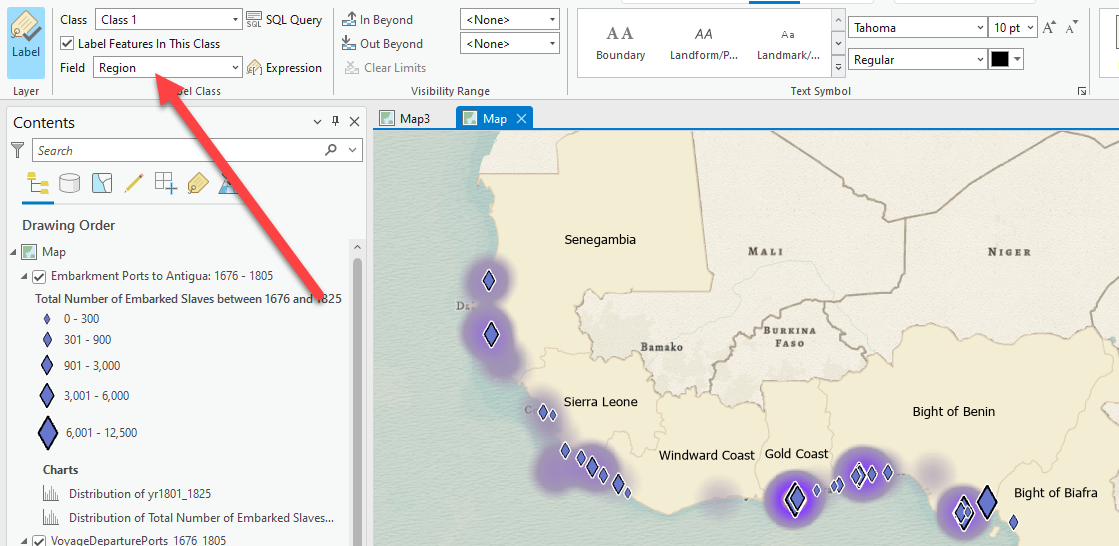 Class Class 1 SQL Query
Label Features In This Class
Field Region Expression
Label
Layer
bel Class
In Beyond <None>
Out Beyond <None>
Clear Limits
Visibility Range
AA AA Aa
Boundary Landform/P... Landmark/...
Tahoma 10 pt
Regular
Text Symbol
Contents
Search
Drawing Order
Map
Embarkment Ports to Antigua: 1676 - 1805
Total Number of Embarked Slaves between 1676 and 1825
0 - 300
301 - 900
901 - 3,000
3,001 - 6,000
6,001 - 12,500
Charts
Distribution of yr1801_1825
Distribution of Total Number of Embarked Slaves...
VoyageDeparturePorts_1676_1805
Map3 Map
Senegambia
MALI
NIGER
BURKINA
FASO
Bamako
Sierra Leone
Bight of Benin
Windward Coast
Gold Coast
Bight of Biafra